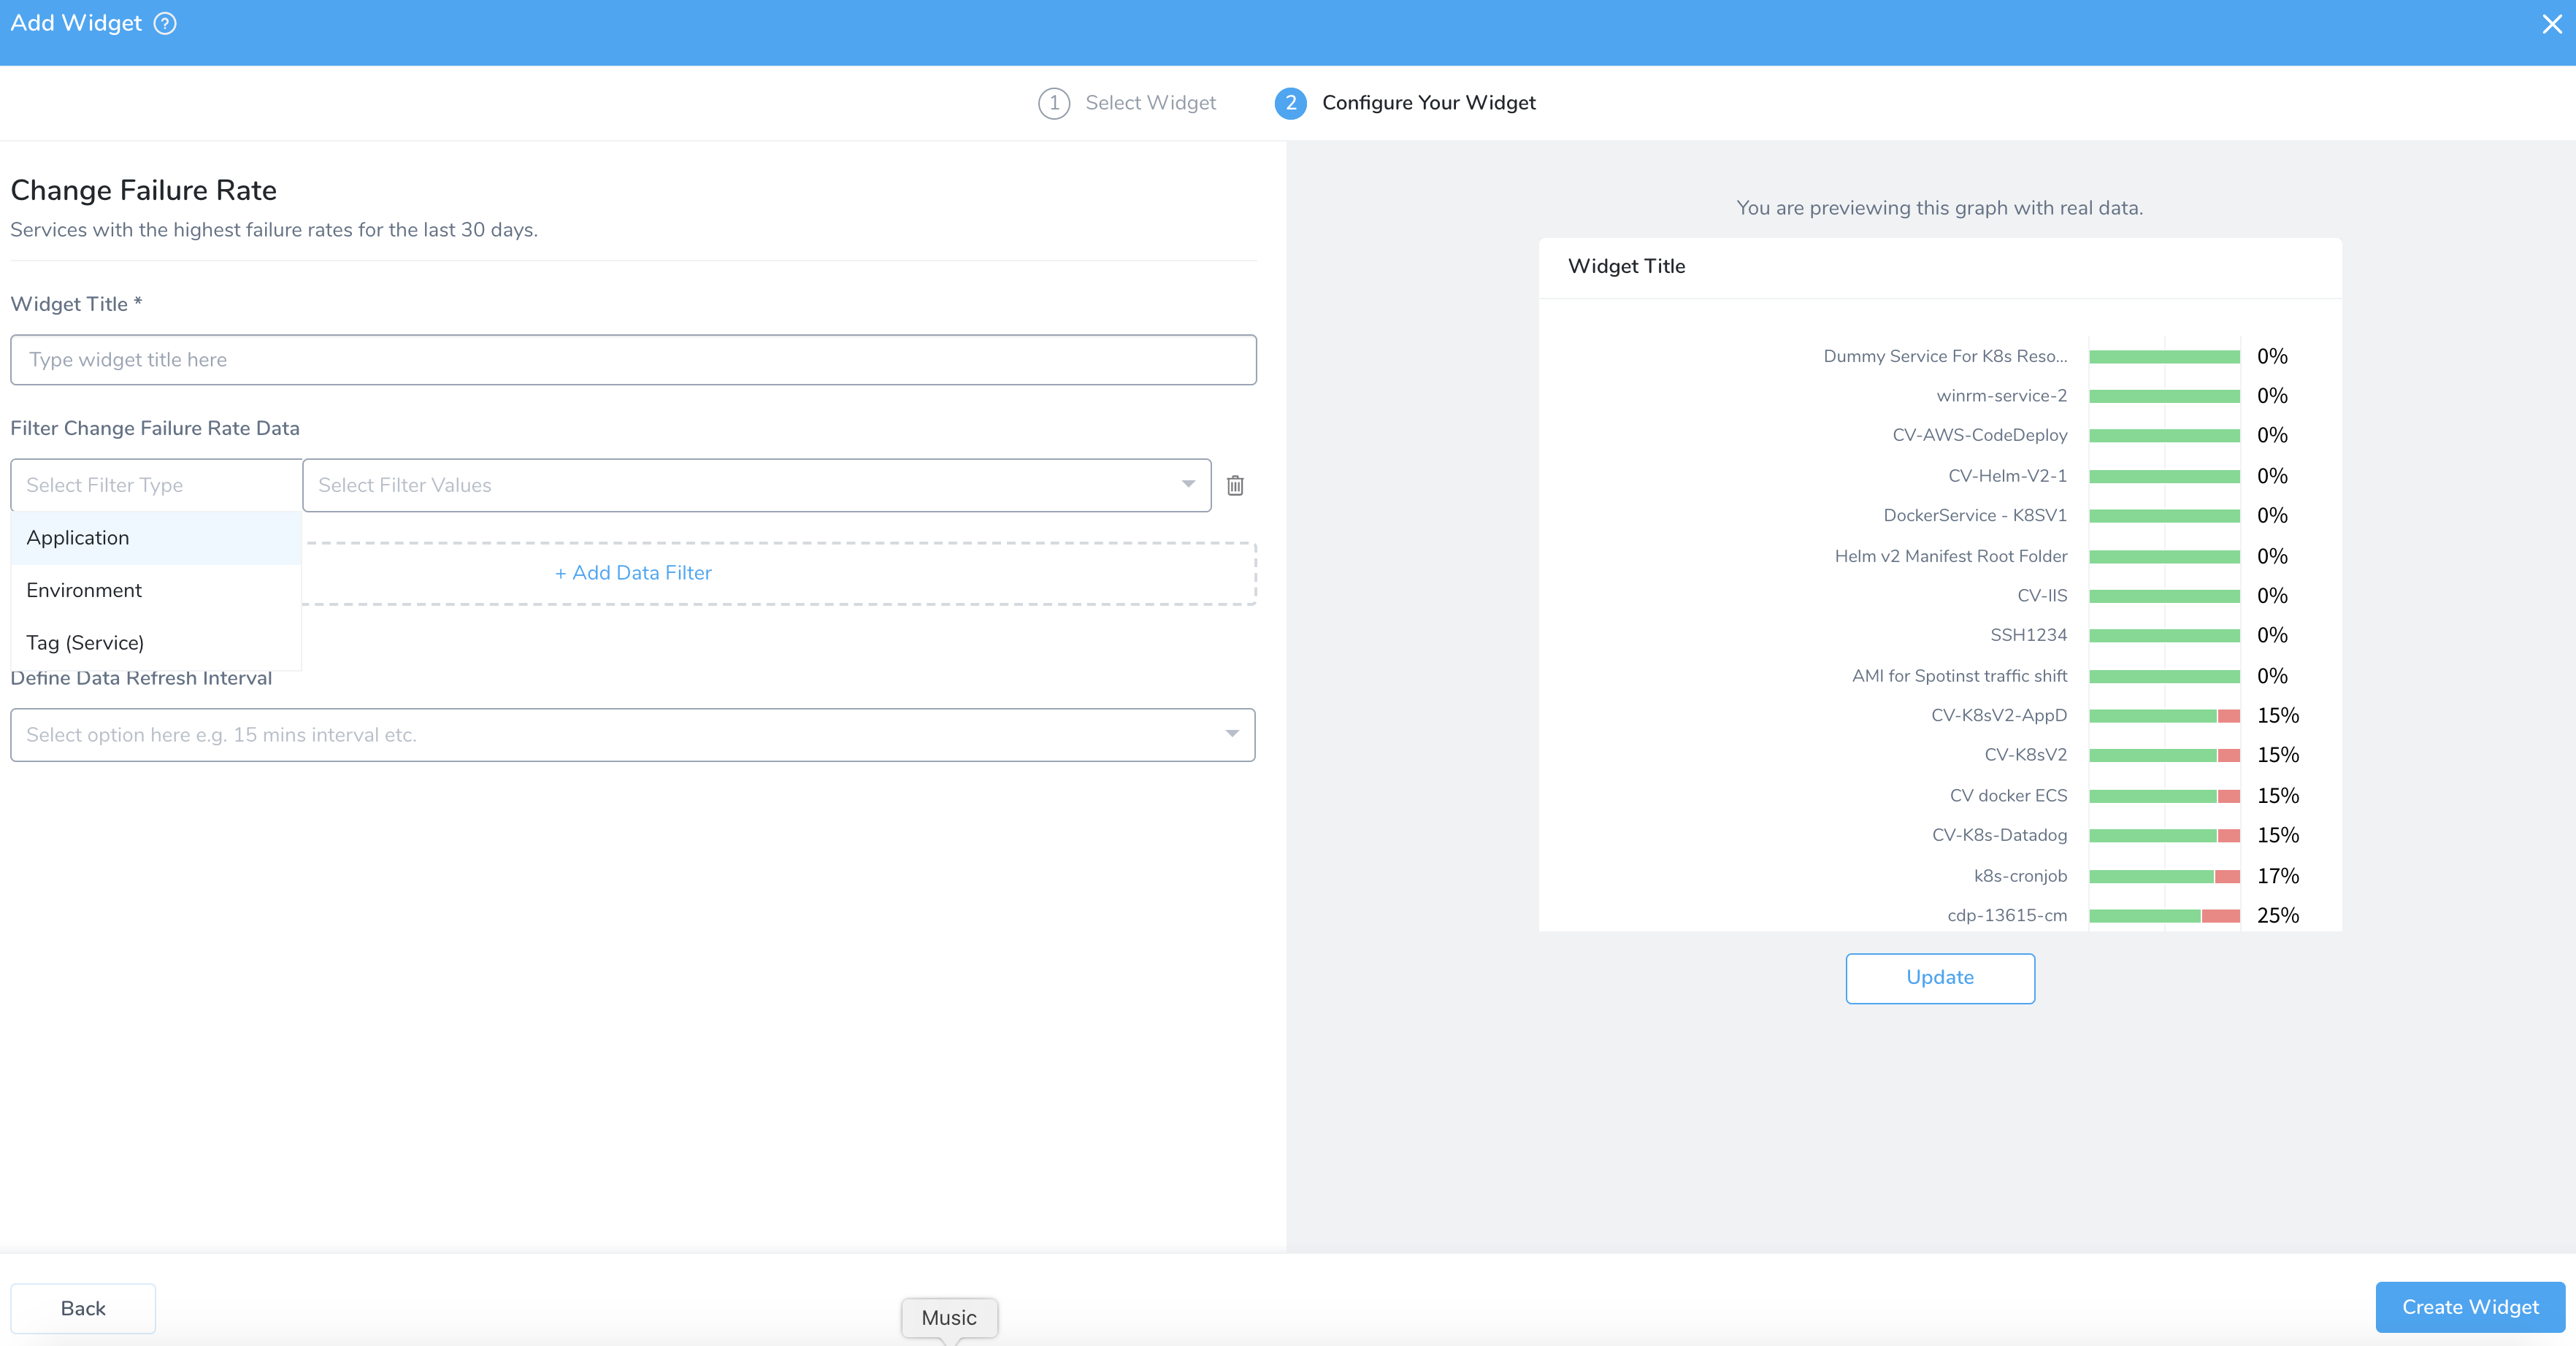 Add Widget ?
1 Select Widget 2 Configure Your Widget
Change Failure Rate
Services with the highest failure rates for the last 30 days.
Widget Title *
Type widget title here
Filter Change Failure Rate Data
Select Filter Type Select Filter Values
Application
Environment
Tag (Service)
+ Add Data Filter
Define Data Refresh Interval
Select option here e.g. 15 mins interval etc.
You are previewing this graph with real data.
Widget Title
Dummy Service For K8s Reso... 0%
winrm-service-2 0%
CV-AWS-CodeDeploy 0%
CV-Helm-V2-1 0%
DockerService - K8SV1 0%
Helm v2 Manifest Root Folder 0%
CV-IIS 0%
SSH1234 0%
AMI for Spotinst traffic shift 0%
CV-K8sV2-AppD 15%
CV-K8sV2 15%
CV docker ECS 15%
CV-K8s-Datadog 15%
k8s-cronjob 17%
cdp-13615-cm 25%
Update
Back
Music
Create Widget